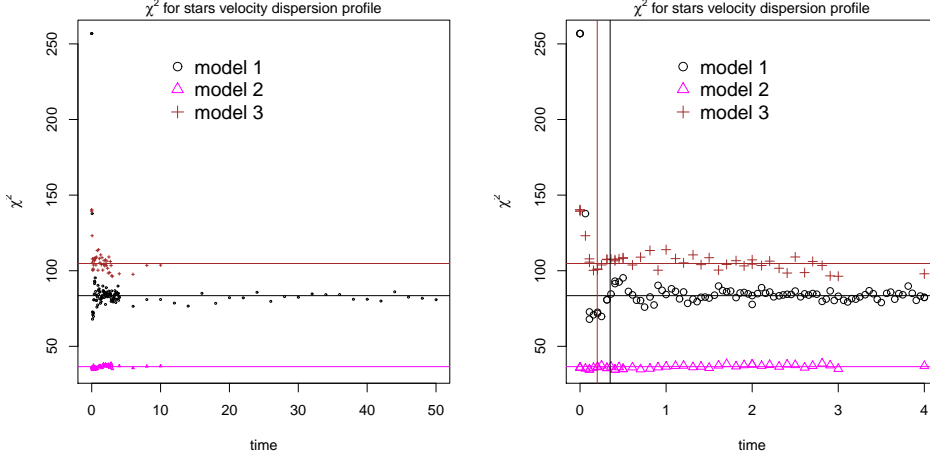 χ² for stars velocity dispersion profile
250
200
150
100
50
χ²
model 1
model 2
model 3
0
10
20
30
40
50
time
χ² for stars velocity dispersion profile
250
200
150
100
50
χ²
model 1
model 2
model 3
0
1
2
3
4
time